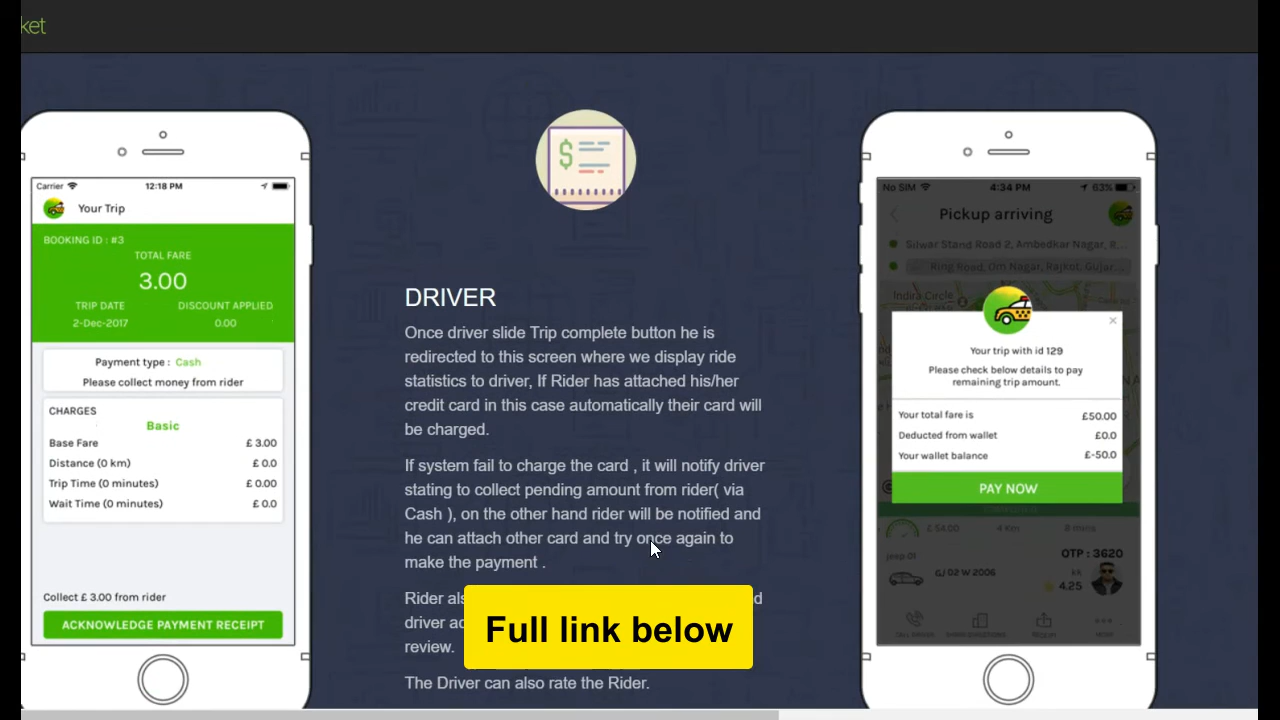 ket
Carrier 12:18 PM
Your Trip
BOOKING ID : #3
TOTAL FARE
3.00
TRIP DATE DISCOUNT APPLIED
2-Dec-2017 0.00
Payment type : Cash
Please collect money from rider
CHARGES
Basic
Base Fare £ 3.00
Distance (0 km) £ 0.0
Trip Time (0 minutes) £ 0.00
Wait Time (0 minutes) £ 0.0
Collect £ 3.00 from rider
ACKNOWLEDGE PAYMENT RECEIPT
$
DRIVER
Once driver slide Trip complete button he is
redirected to this screen where we display ride
statistics to driver, If Rider has attached his/her
credit card in this case automatically their card will
be charged.
If system fail to charge the card , it will notify driver
stating to collect pending amount from rider( via
Cash ), on the other hand rider will be notified and
he can attach other card and try once again to
make the payment .
Rider
driver
review.
The Driver can also rate the Rider.
Full link below
No SIM 4:34 PM 63%
Pickup arriving
Silwar Stand Road 2, Ambedkar Nagar, R...
Ring Road, Om Nagar, Rajkot, Gujar...
Indira Circle
Your trip with id 129
Please check below details to pay
remaining trip amount.
Your total fare is £50.00
Deducted from wallet £0.0
Your wallet balance £-50.0
PAY NOW
£-54.00 4 Km 8 mins
jeep 01 OTP : 3620
GJ 02 W 2006 kk
4.25